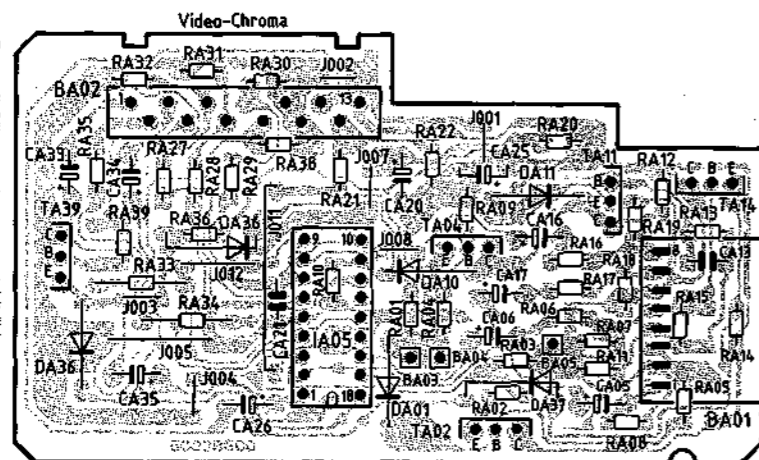 Video-Chroma
RA32
RA31
RA30
J002
BA02
1
13
J001
RA35
CA33
CA34
RA27
RA28
RA29
RA38
RA21
J007
CA20
RA22
CA25
RA20
DA11
TA11
B
E
C
RA12
C B E
TA14
TA39
C
B
E
RA39
RA36
DA36
J011
J012
RA33
J003
RA34
J005
DA36
CA35
J004
CA26
9
10
RA10
IA05
1
18
J008
TA04
E B C
RA09
CA16
RA19
RA13
CA13
DA10
RA01
RA04
CA17
CA06
RA16
RA17
RA18
RA06
RA07
RA03
BA05
RA11
8
RA15
RA14
BA03
BA04
DA01
RA02
DA37
CA05
RA05
BA01
TA02
E B C
RA08